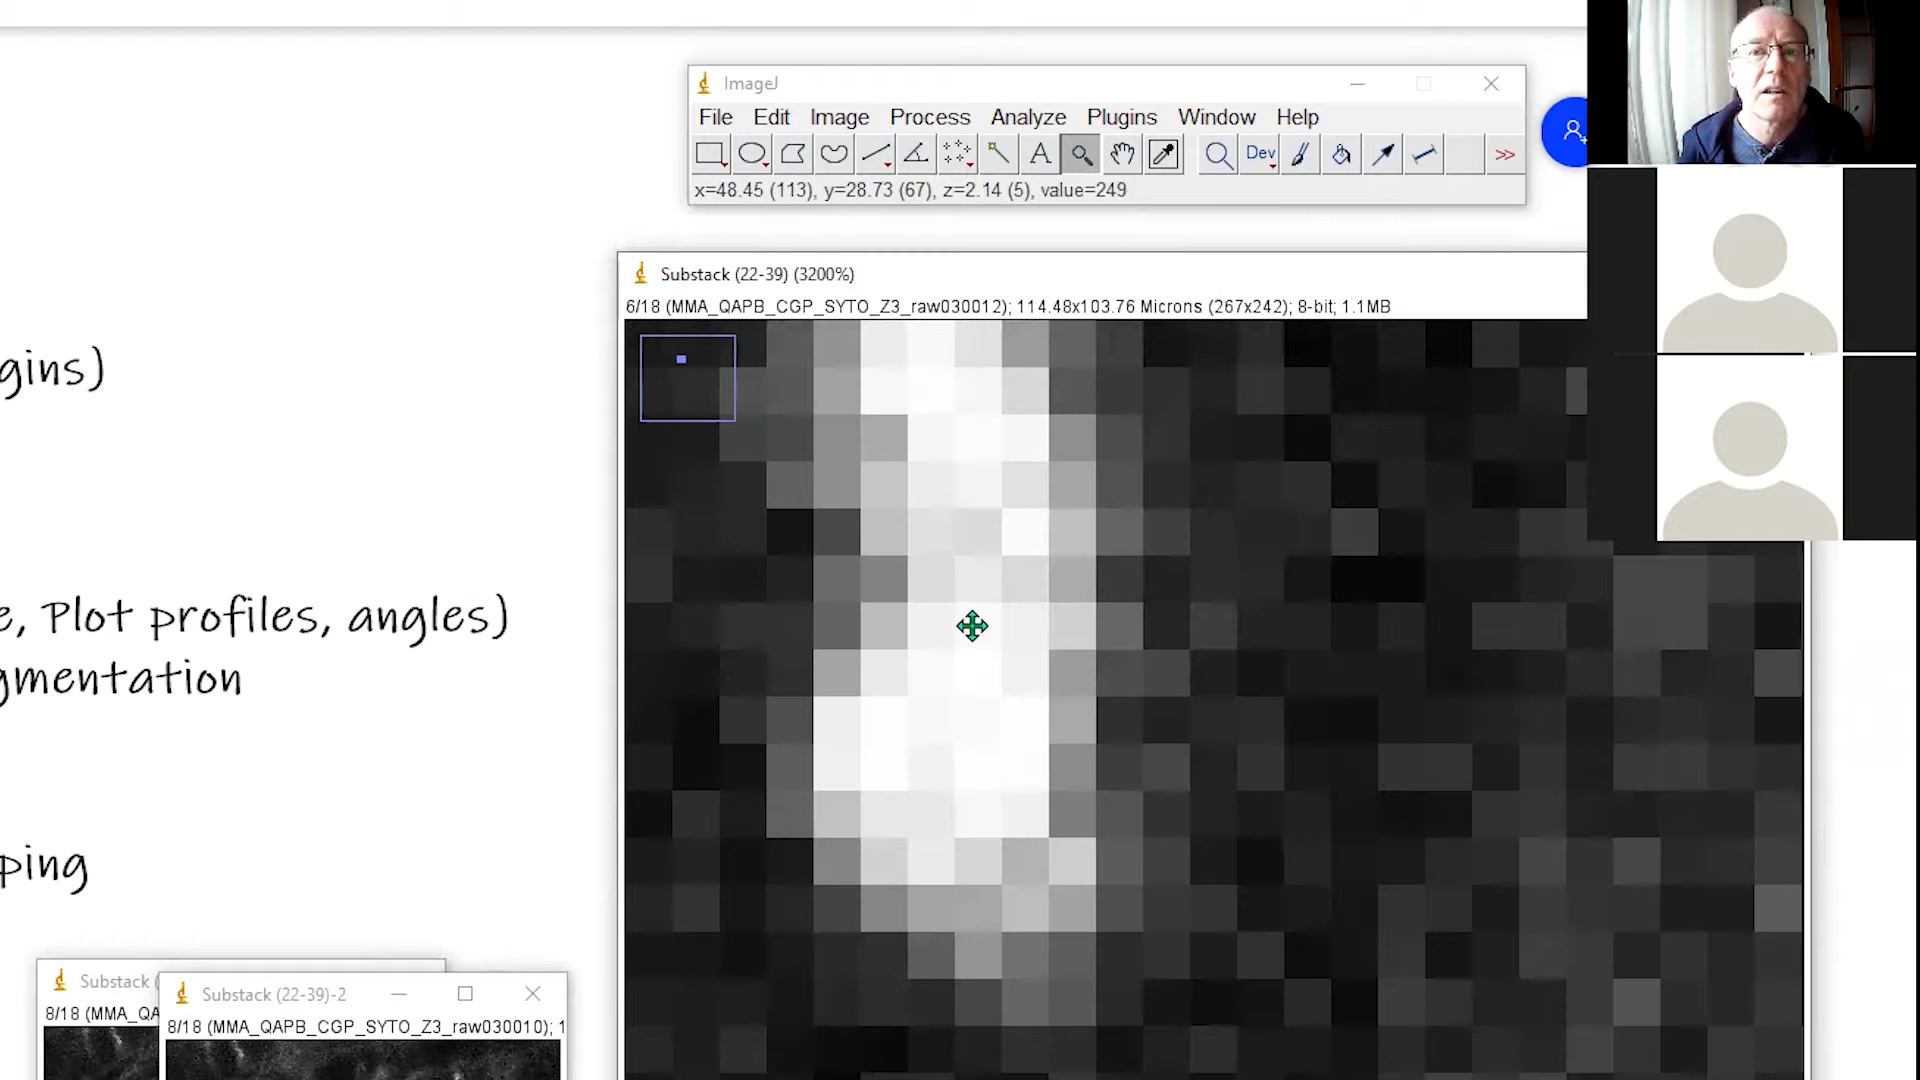 ImageJ
File Edit Image Process Analyze Plugins Window Help
A Dev >>
x=48.45 (113), y=28.73 (67), z=2.14 (5), value=249
Substack (22-39) (3200%)
6/18 (MMA_QAPB_CGP_SYTO_Z3_raw030012); 114.48x103.76 Microns (267x242); 8-bit; 1.1MB
gins)
e, Plot profiles, angles)
gmentation
ping
Substack (
8/18 (MMA_QA
Substack (22-39)-2
8/18 (MMA_QAPB_CGP_SYTO_Z3_raw030010); 1